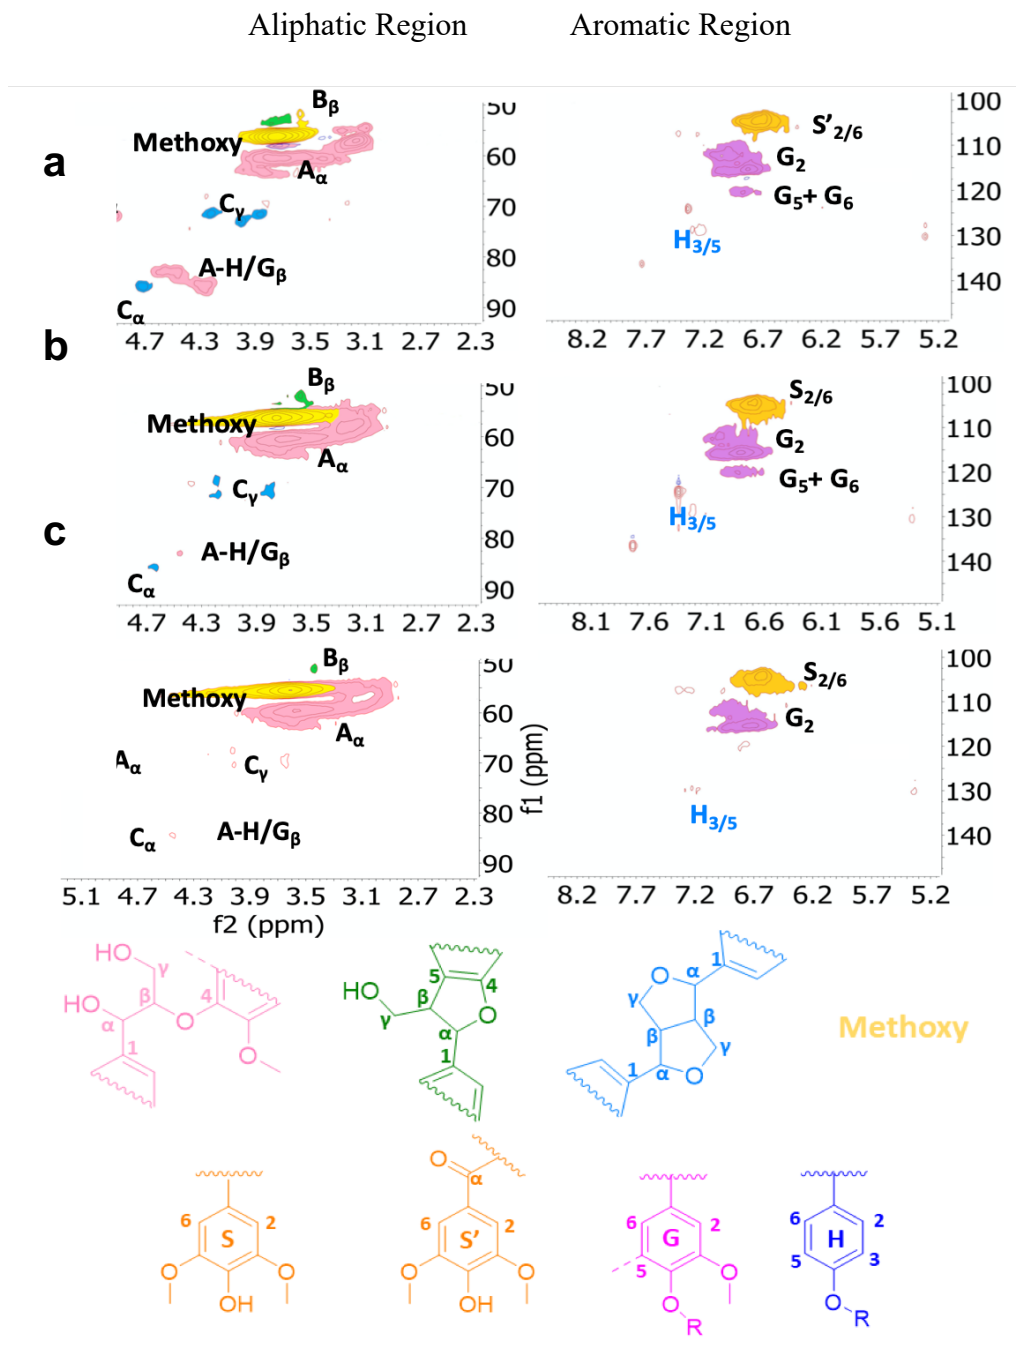 Aliphatic Region Aromatic Region
a
Bβ
Methoxy
Aα
Cγ
A-H/Gβ
Cα
50
60
70
80
90
4.7 4.3 3.9 3.5 3.1 2.7 2.3
S’2/6
G2
G5+ G6
H3/5
100
110
120
130
140
8.2 7.7 7.2 6.7 6.2 5.7 5.2
b
Bβ
Methoxy
Aα
Cγ
A-H/Gβ
Cα
50
60
70
80
90
4.7 4.3 3.9 3.5 3.1 2.7 2.3
S2/6
G2
G5+ G6
H3/5
100
110
120
130
140
8.1 7.6 7.1 6.6 6.1 5.6 5.1
c
Bβ
Methoxy
Aα
Aα
Cγ
Cα
A-H/Gβ
50
60
70
80
90
f1 (ppm)
5.1 4.7 4.3 3.9 3.5 3.1 2.7 2.3
f2 (ppm)
S2/6
G2
H3/5
100
110
120
130
140
8.2 7.7 7.2 6.7 6.2 5.7 5.2
HO
γ
β 4
HO
α
O
1
O
5 4
HO β
γ
O
α
1
1
O α
γ
β
β
γ
1
α O
Methoxy
6 2
S
O O
OH
O
α
6 2
S’
O O
OH
6 2
G
5
O O
R
6 2
H
5 3
O
R